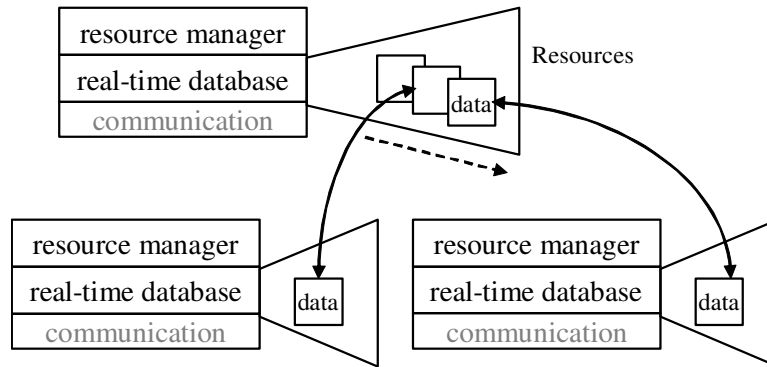 resource manager
real-time database
communication
Resources
data
resource manager
real-time database
communication
data
resource manager
real-time database
communication
data